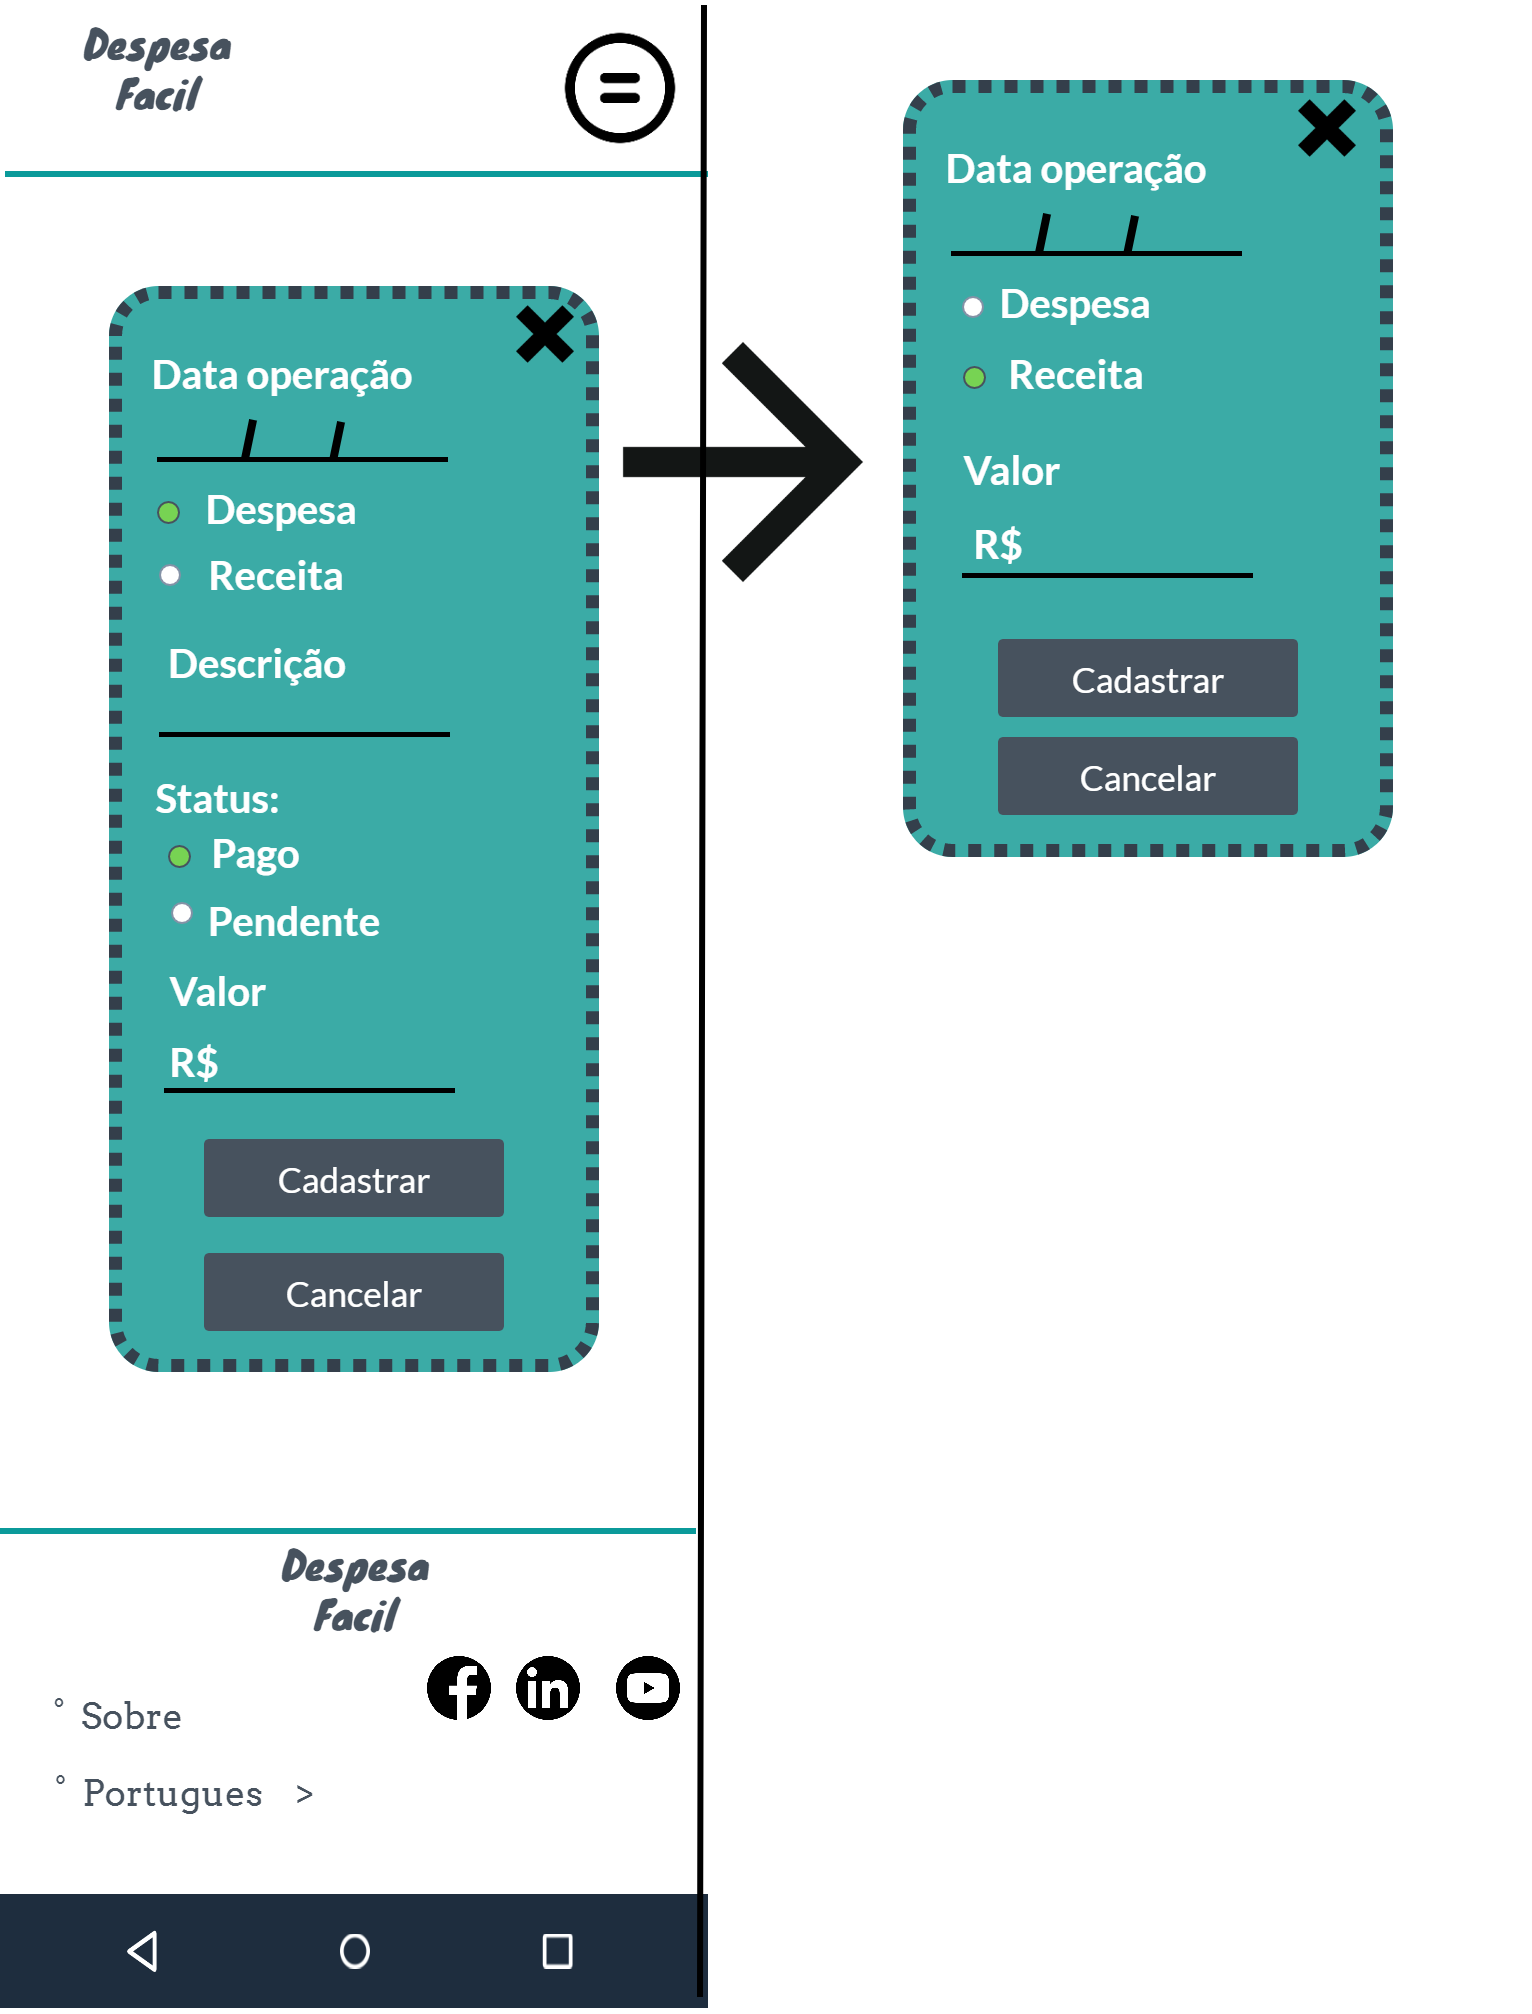 Despesa
Facil
Data operação
/ /
Despesa
Receita
Descrição
Status:
Pago
Pendente
Valor
R$
Cadastrar
Cancelar
Despesa
Facil
° Sobre
° Portugues >
Data operação
/ /
Despesa
Receita
Valor
R$
Cadastrar
Cancelar